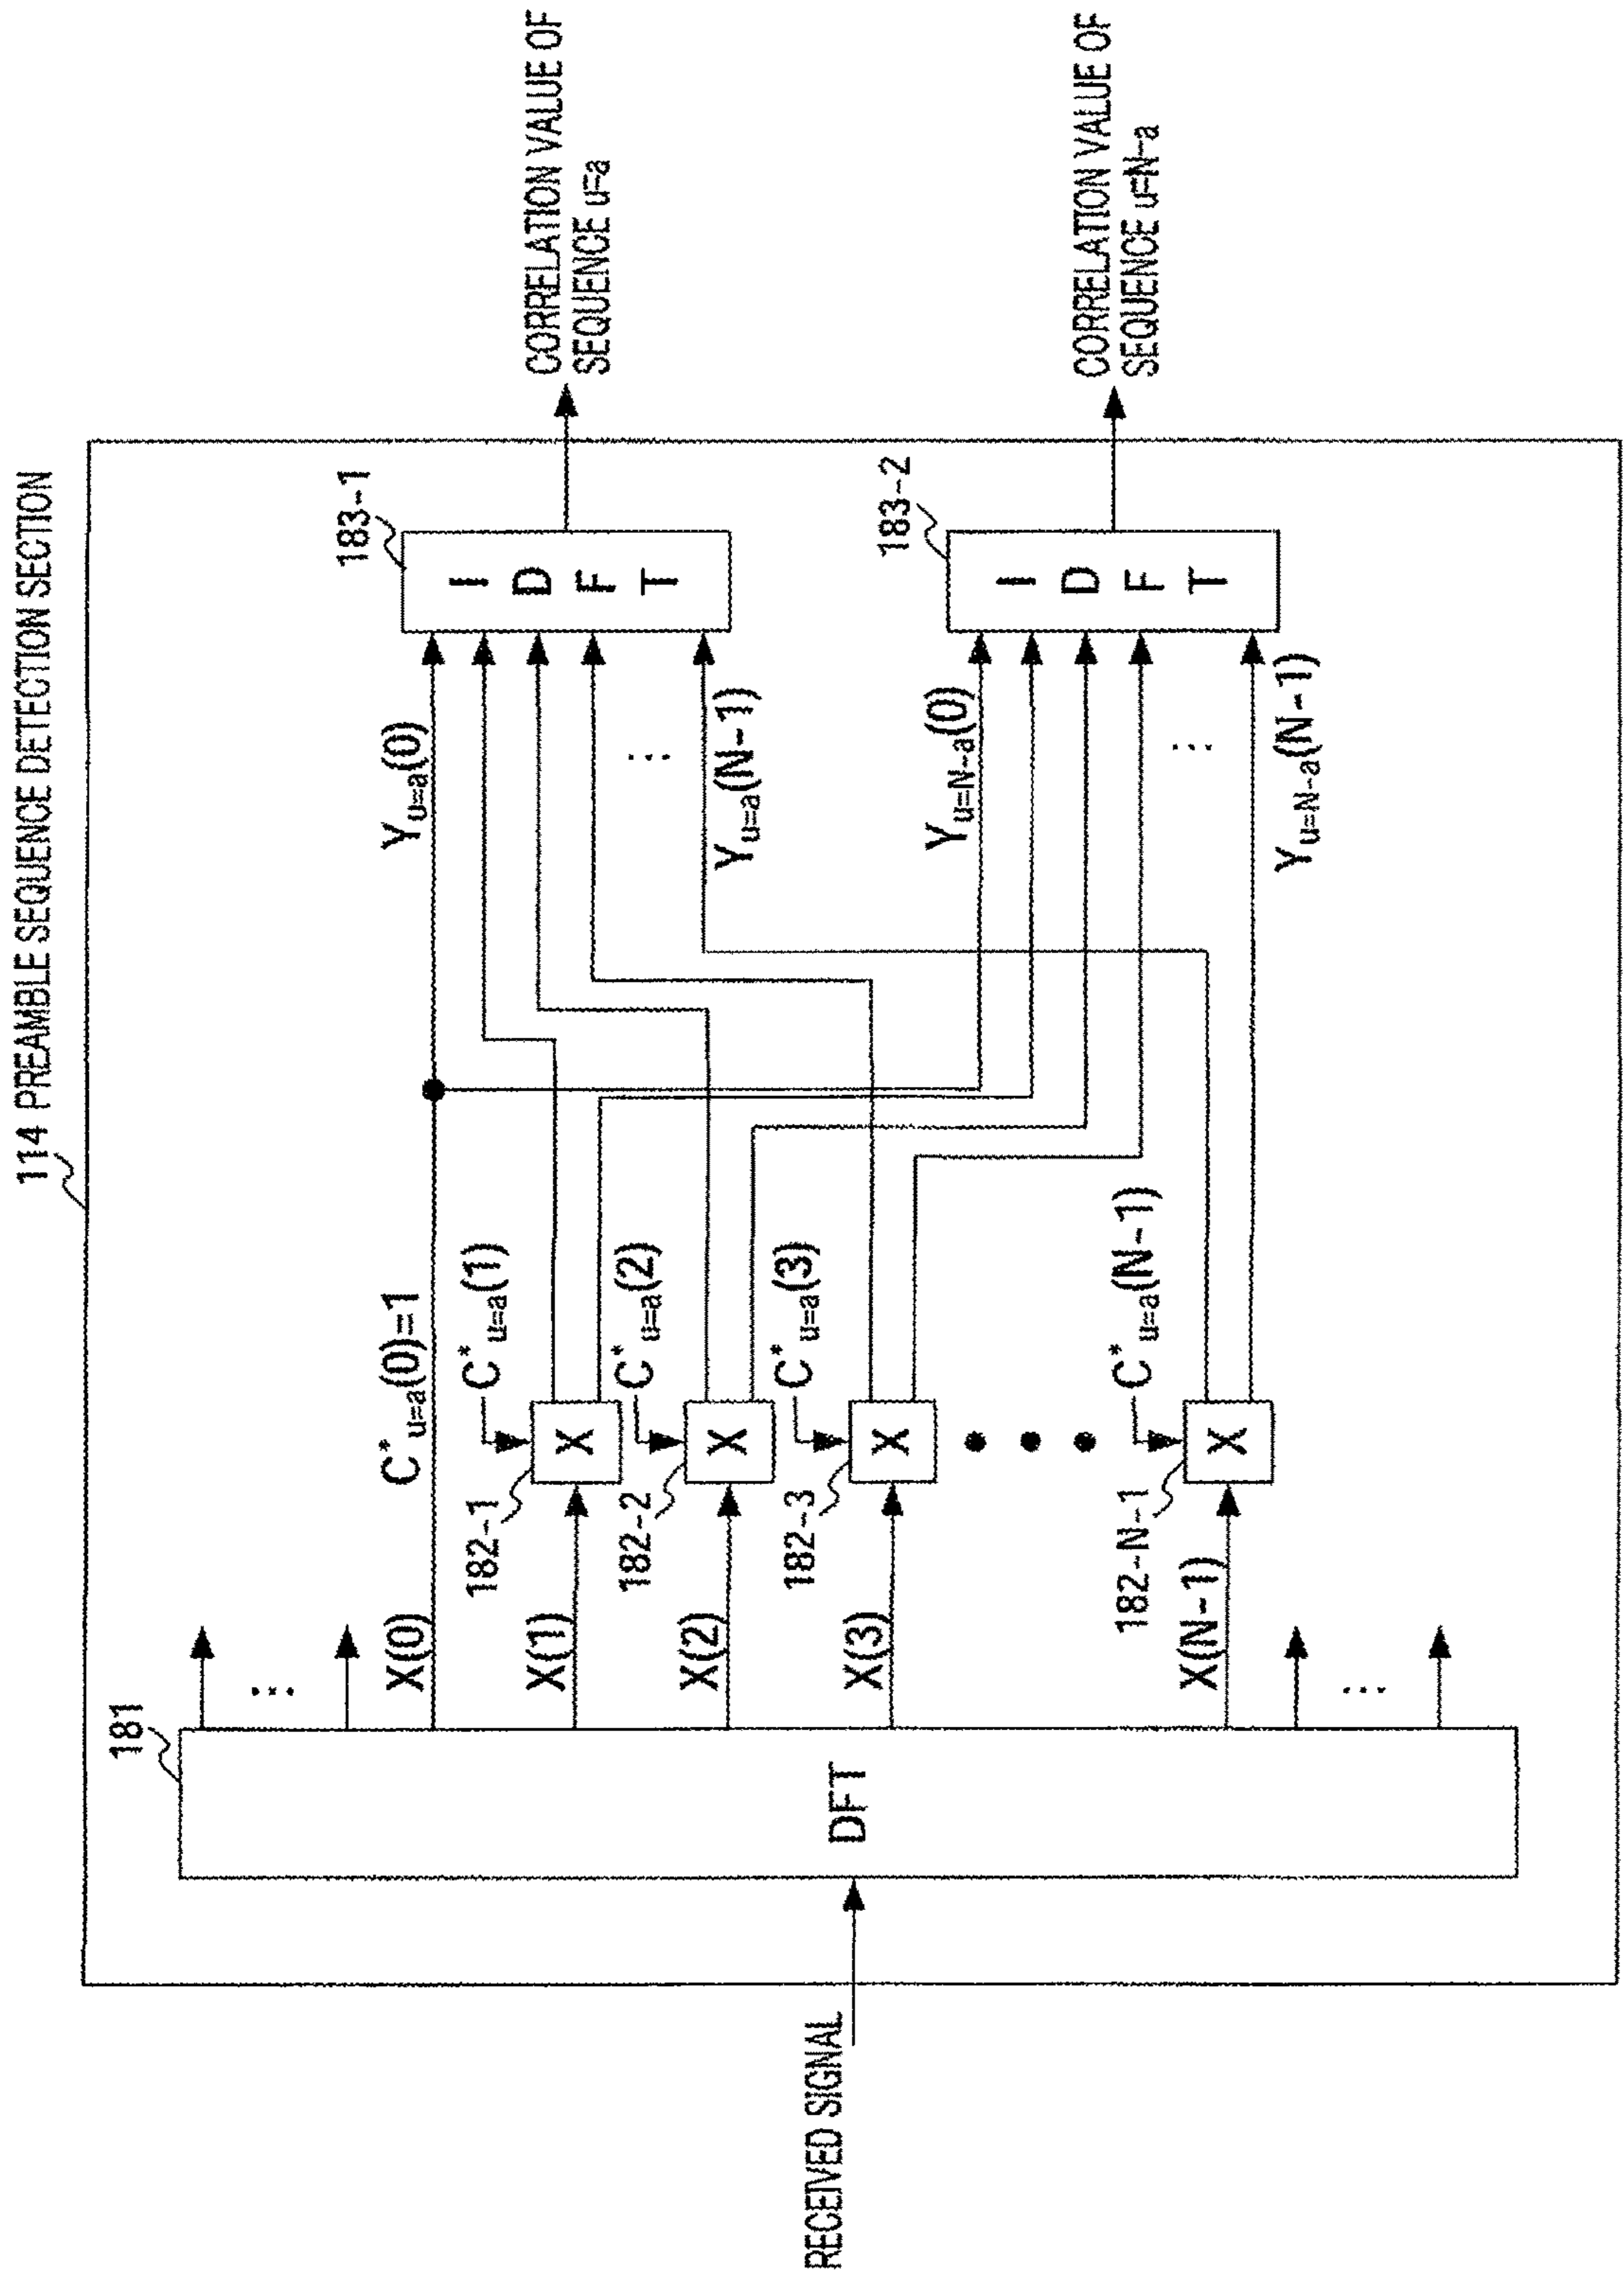 114 PREAMBLE SEQUENCE DETECTION SECTION
RECEIVED SIGNAL
181
DFT
...
X(0)
X(1)
X(2)
X(3)
X(N-1)
...
C*u=a(0)=1
182-1
C*u=a(1)
X
182-2
C*u=a(2)
X
182-3
C*u=a(3)
X
182-N-1
C*u=a(N-1)
X
Yu=a(0)
...
Yu=a(N-1)
183-1
I
D
F
T
CORRELATION VALUE OF
SEQUENCE u=a
Yu=N-a(0)
...
Yu=N-a(N-1)
183-2
I
D
F
T
CORRELATION VALUE OF
SEQUENCE u=N-a